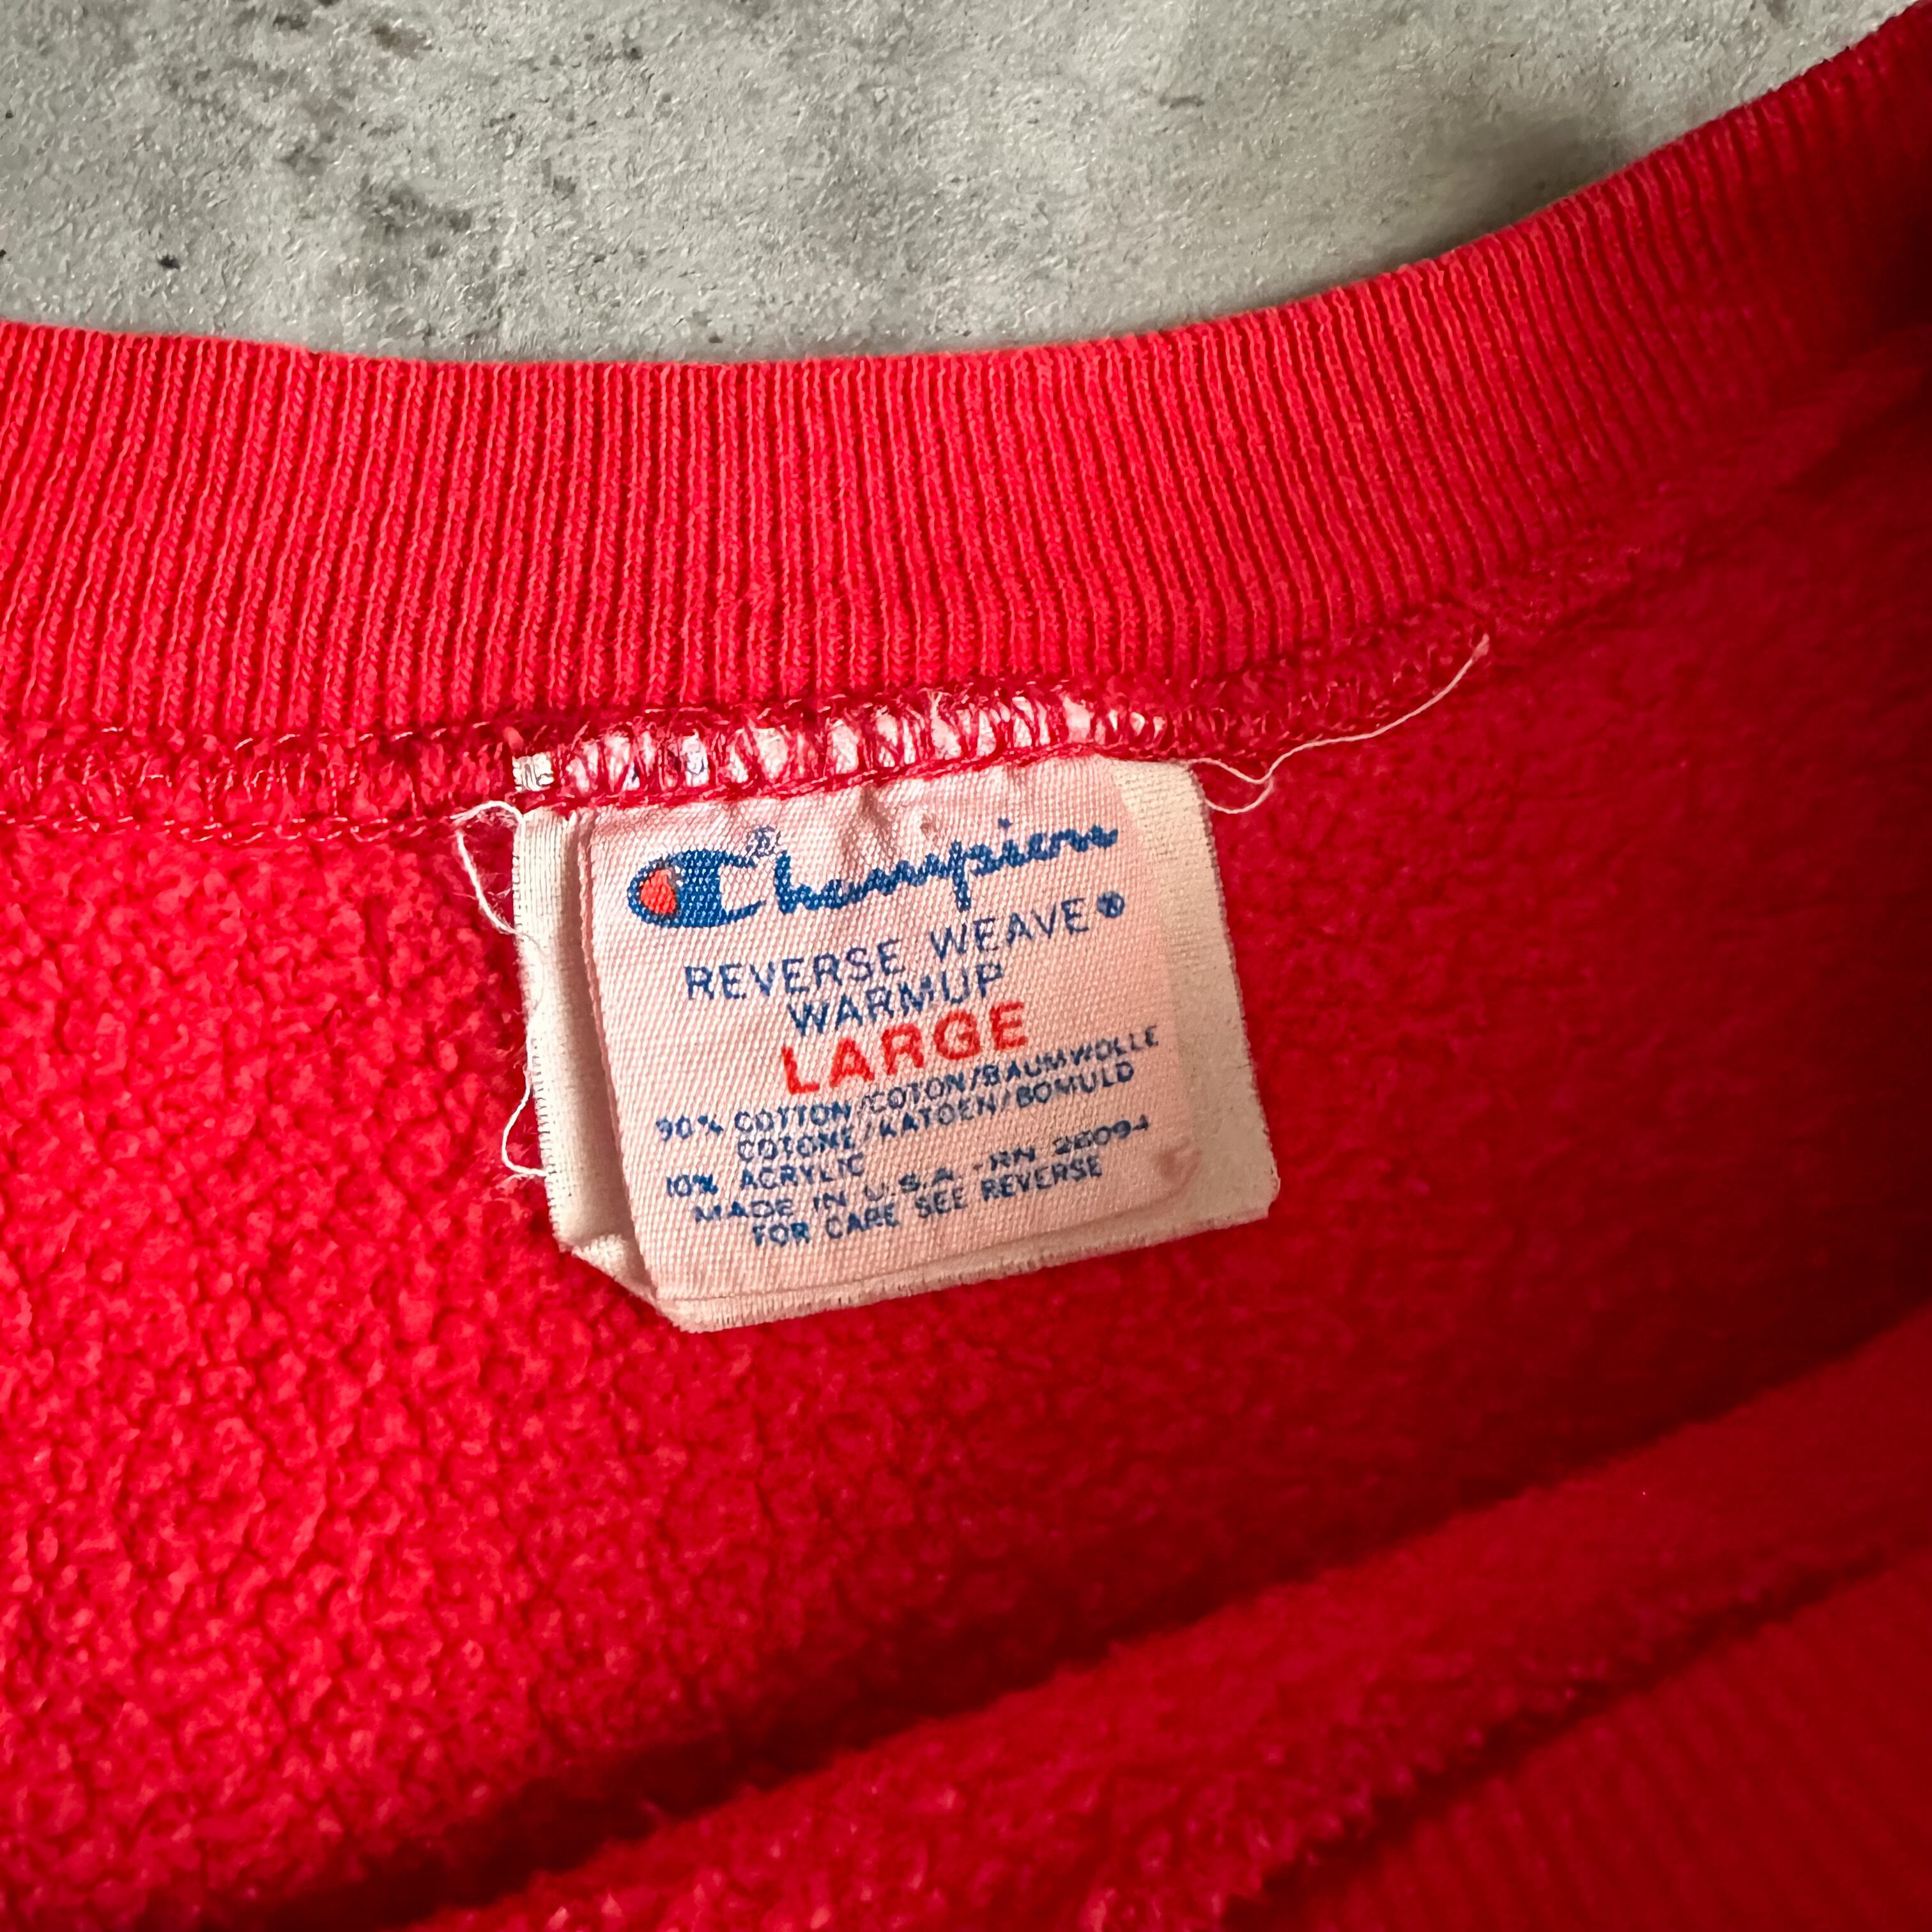 Champion®
REVERSE WEAVE®
WARMUP
LARGE
90% COTTON/COTON/BAUMWOLLE
COTONE/KATOEN/BOMULD
10% ACRYLIC
MADE IN U.S.A. - RN 26094
FOR CARE SEE REVERSE